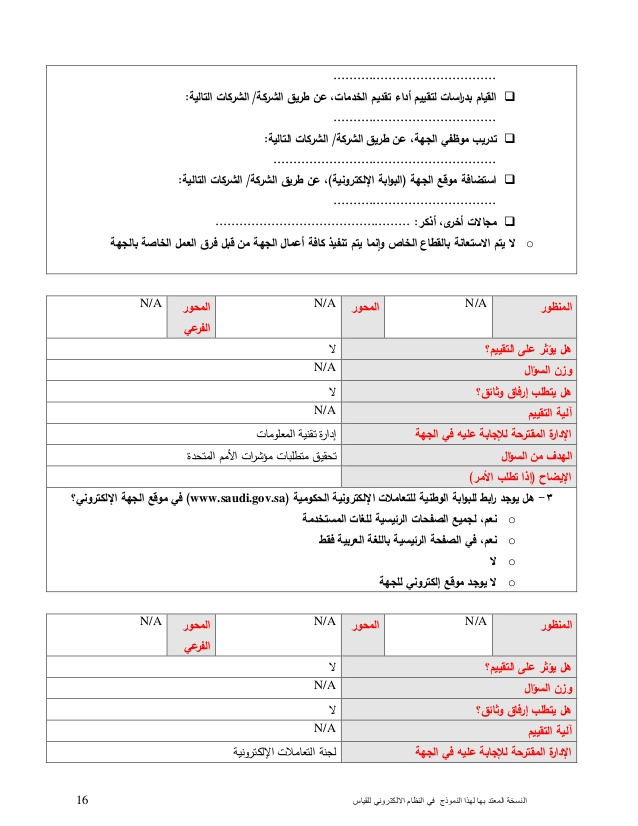 .........................................
❑ القيام بدراسات لتقييم أداء تقديم الخدمات، عن طريق الشركة/ الشركات التالية:
.........................................
❑ تدريب موظفي الجهة، عن طريق الشركة/ الشركات التالية:
........................................................
❑ استضافة موقع الجهة (البوابة الإلكترونية)، عن طريق الشركة/ الشركات التالية:
.........................................
❑ مجالات أخرى، أذكر: .................................................
○ لا يتم الاستعانة بالقطاع الخاص وإنما يتم تنفيذ كافة أعمال الجهة من قبل فرق العمل الخاصة بالجهة
المنظور N/A المحور N/A المحور N/A
الفرعي
هل يؤثر على التقييم؟ لا
وزن السؤال N/A
هل يتطلب إرفاق وثائق؟ لا
آلية التقييم N/A
الإدارة المقترحة للإجابة عليه في الجهة إدارة تقنية المعلومات
الهدف من السؤال تحقيق متطلبات مؤشرات الأمم المتحدة
الإيضاح (إذا تطلب الأمر)
٣- هل يوجد رابط للبوابة الوطنية للتعاملات الإلكترونية الحكومية (www.saudi.gov.sa) في موقع الجهة الإلكتروني؟
○ نعم، لجميع الصفحات الرئيسية للغات المستخدمة
○ نعم، في الصفحة الرئيسية باللغة العربية فقط
○ لا
○ لا يوجد موقع إلكتروني للجهة
المنظور N/A المحور N/A المحور N/A
الفرعي
هل يؤثر على التقييم؟ لا
وزن السؤال N/A
هل يتطلب إرفاق وثائق؟ لا
آلية التقييم N/A
الإدارة المقترحة للإجابة عليه في الجهة لجنة التعاملات الإلكترونية
النسخة المعتد بها لهذا النموذج في النظام الالكتروني للقياس 16